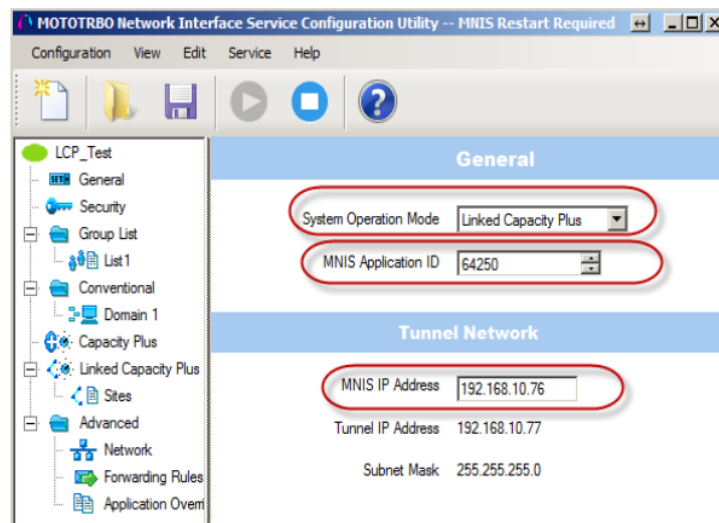 MOTOTRBO Network Interface Service Configuration Utility -- MNIS Restart Required
Configuration View Edit Service Help
LCP_Test
General
SET
General
Security
Group List
List1
Conventional
Domain 1
Capacity Plus
Linked Capacity Plus
Sites
Advanced
Network
Forwarding Rules
Application Overri
System Operation Mode Linked Capacity Plus
MNIS Application ID 64250
Tunnel Network
MNIS IP Address 192.168.10.76
Tunnel IP Address 192.168.10.77
Subnet Mask 255.255.255.0